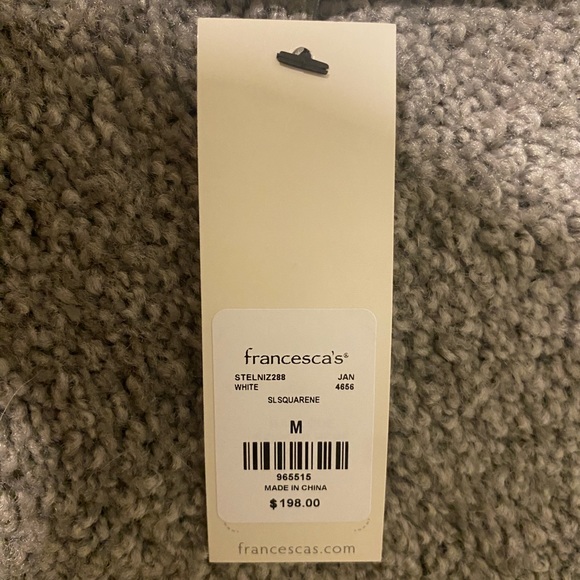 francesca's®
STELNIZ288 JAN
WHITE 4656
SLSQUARENE
M
965515
MADE IN CHINA
$198.00
francescas.com